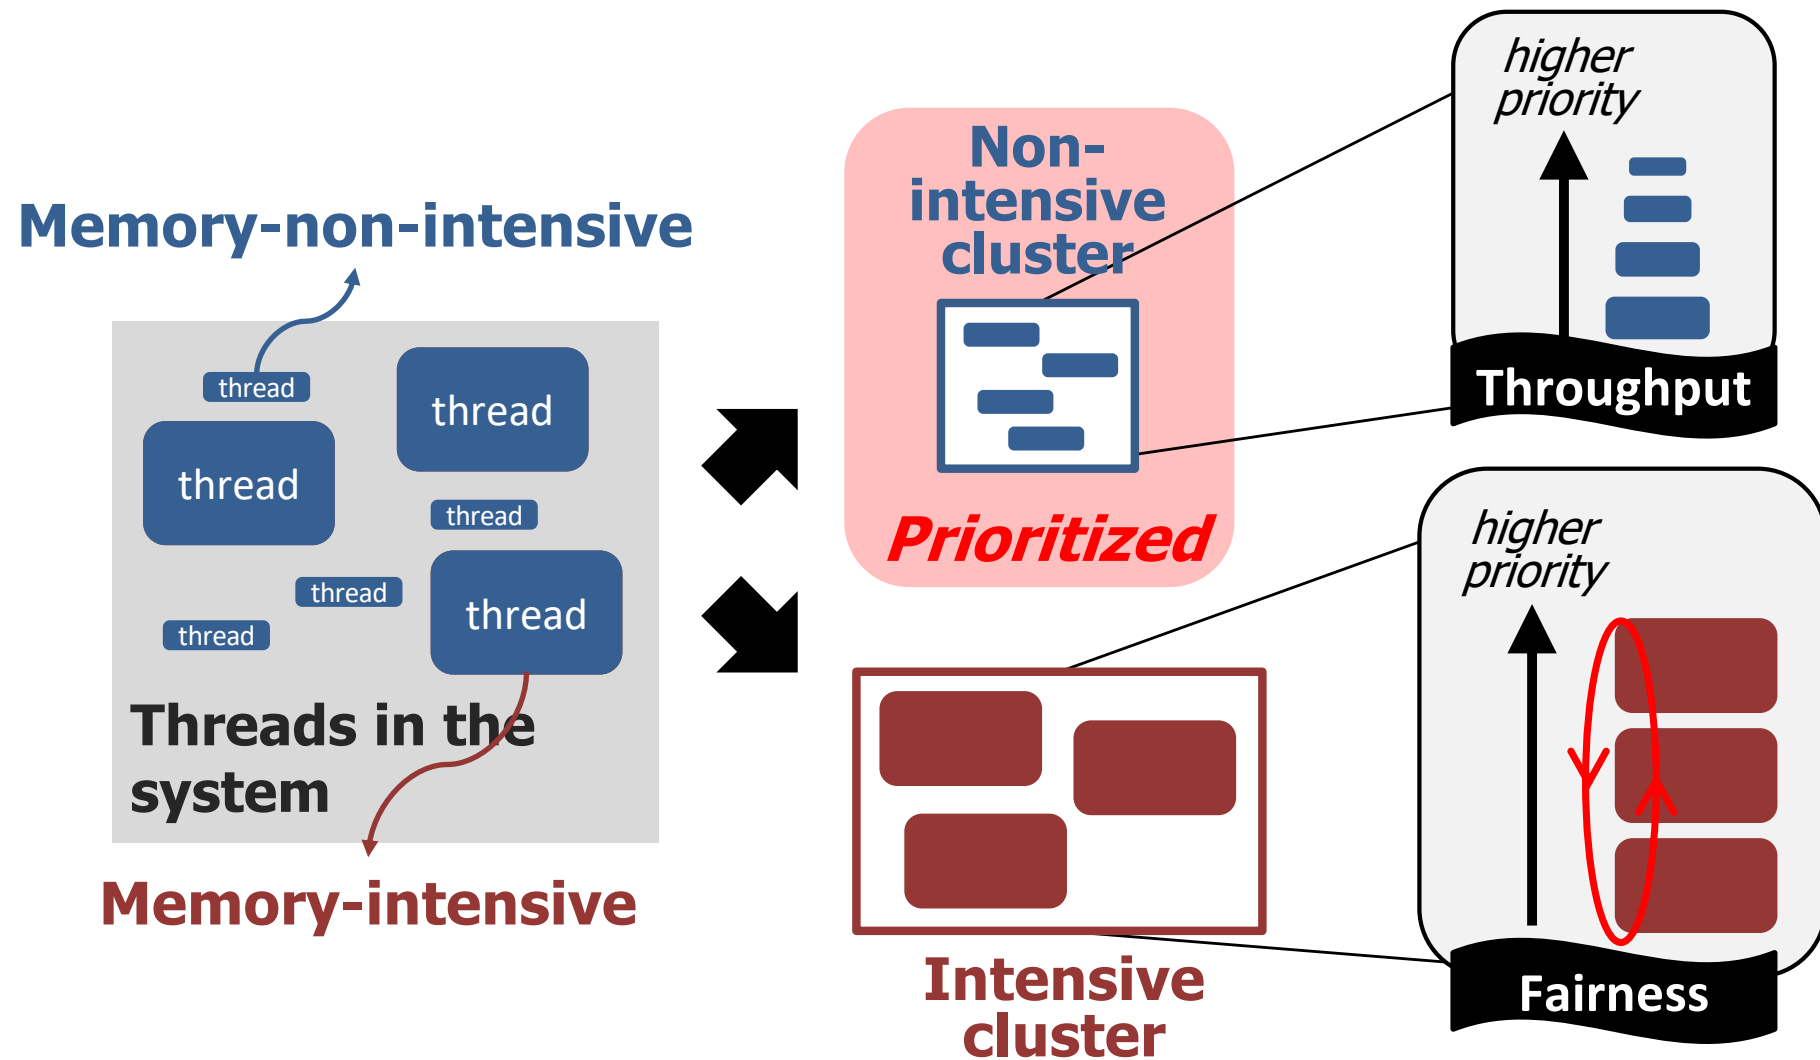 Memory-non-intensive
thread
thread
thread
thread
thread
thread
thread
Threads in the
system
Memory-intensive
Non-
intensive
cluster
Prioritized
Intensive
cluster
higher
priority
Throughput
higher
priority
Fairness